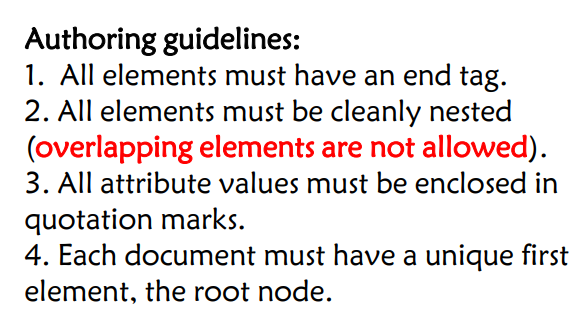 Authoring guidelines:
1. All elements must have an end tag.
2. All elements must be cleanly nested
(overlapping elements are not allowed).
3. All attribute values must be enclosed in
quotation marks.
4. Each document must have a unique first
element, the root node.